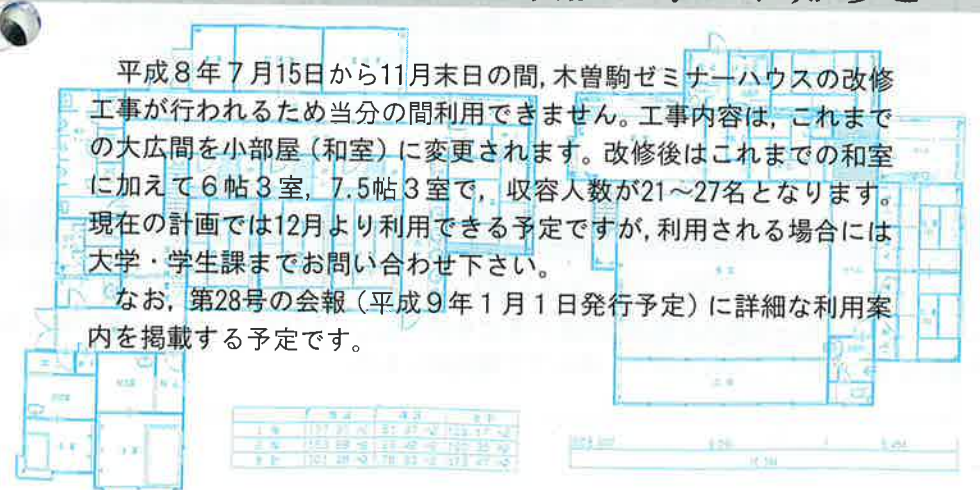 平成8年7月15日から11月末日の間,木曽駒ゼミナーハウスの改修
工事が行われるため当分の間利用できません。工事内容は,これまで
の大広間を小部屋(和室)に変更されます。改修後はこれまでの和室
に加えて6帖3室,7.5帖3室で,収容人数が21~27名となります。
現在の計画では12月より利用できる予定ですが,利用される場合には
大学・学生課までお問い合わせ下さい。
なお,第28号の会報(平成9年1月1日発行予定)に詳細な利用案
内を掲載する予定です。